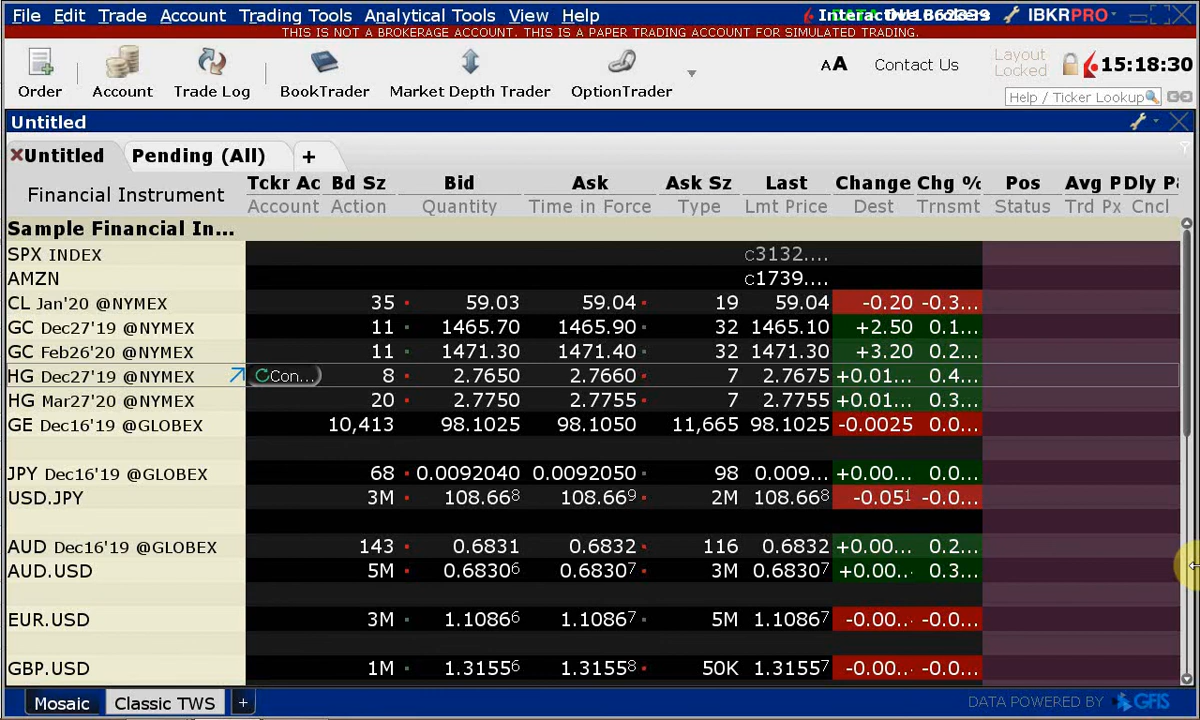 File Edit Trade Account Trading Tools Analytical Tools View Help Interactive Brokers IBKRPRO
THIS IS NOT A BROKERAGE ACCOUNT. THIS IS A PAPER TRADING ACCOUNT FOR SIMULATED TRADING.
Order Account Trade Log BookTrader Market Depth Trader OptionTrader AA Contact Us Layout Locked 15:18:30
Help / Ticker Lookup
Untitled
Untitled Pending (All) +
Financial Instrument
Tckr Ac Bd Sz Bid Ask Ask Sz Last Change Chg % Pos Avg P Dly P&
Account Action Quantity Time in Force Type Lmt Price Dest Trnsmt Status Trd Px Cncl
Sample Financial In...
SPX INDEX c3132....
AMZN c1739....
CL Jan'20 @NYMEX 35 59.03 59.04 19 59.04 -0.20 -0.3...
GC Dec27'19 @NYMEX 11 1465.70 1465.90 32 1465.10 +2.50 0.1...
GC Feb26'20 @NYMEX 11 1471.30 1471.40 32 1471.30 +3.20 0.2...
HG Dec27'19 @NYMEX Con... 8 2.7650 2.7660 7 2.7675 +0.01... 0.4...
HG Mar27'20 @NYMEX 20 2.7750 2.7755 7 2.7755 +0.01... 0.3...
GE Dec16'19 @GLOBEX 10,413 98.1025 98.1050 11,665 98.1025 -0.0025 0.0...
JPY Dec16'19 @GLOBEX 68 0.0092040 0.0092050 98 0.009... +0.00... 0.0...
USD.JPY 3M 108.668 108.669 2M 108.668 -0.051 -0.0...
AUD Dec16'19 @GLOBEX 143 0.6831 0.6832 116 0.6832 +0.00... 0.2...
AUD.USD 5M 0.68306 0.68307 3M 0.68307 +0.00... 0.3...
EUR.USD 3M 1.10866 1.10867 5M 1.10867 -0.00... -0.0...
GBP.USD 1M 1.31556 1.31558 50K 1.31557 -0.00... -0.0...
Mosaic Classic TWS + DATA POWERED BY GFIS